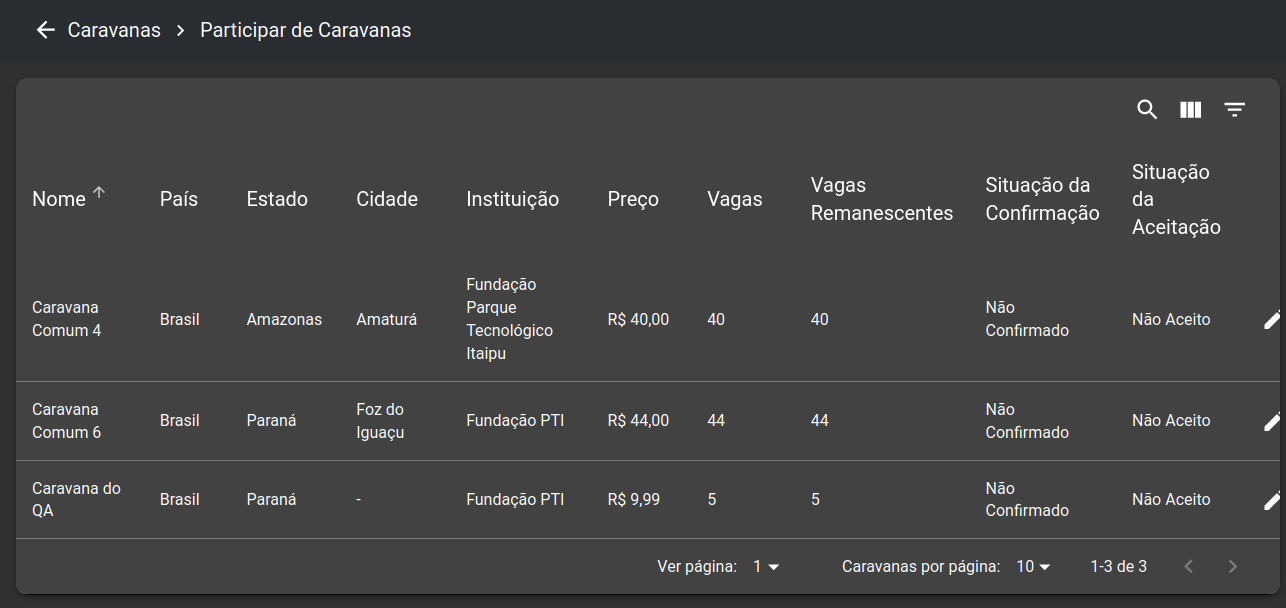 Caravanas > Participar de Caravanas
Nome País Estado Cidade Instituição Preço Vagas Vagas Remanescentes Situação da Confirmação Situação da Aceitação
Caravana Comum 4 Brasil Amazonas Amaturá Fundação Parque Tecnológico Itaipu R$ 40,00 40 40 Não Confirmado Não Aceito
Caravana Comum 6 Brasil Paraná Foz do Iguaçu Fundação PTI R$ 44,00 44 44 Não Confirmado Não Aceito
Caravana do QA Brasil Paraná - Fundação PTI R$ 9,99 5 5 Não Confirmado Não Aceito
Ver página: 1 Caravanas por página: 10 1-3 de 3